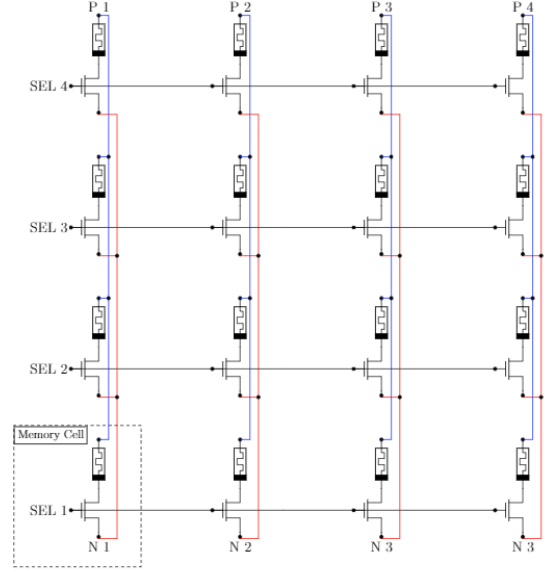 P 1 P 2 P 3 P 4
SEL 4
SEL 3
SEL 2
Memory Cell
SEL 1
N 1 N 2 N 3 N 3